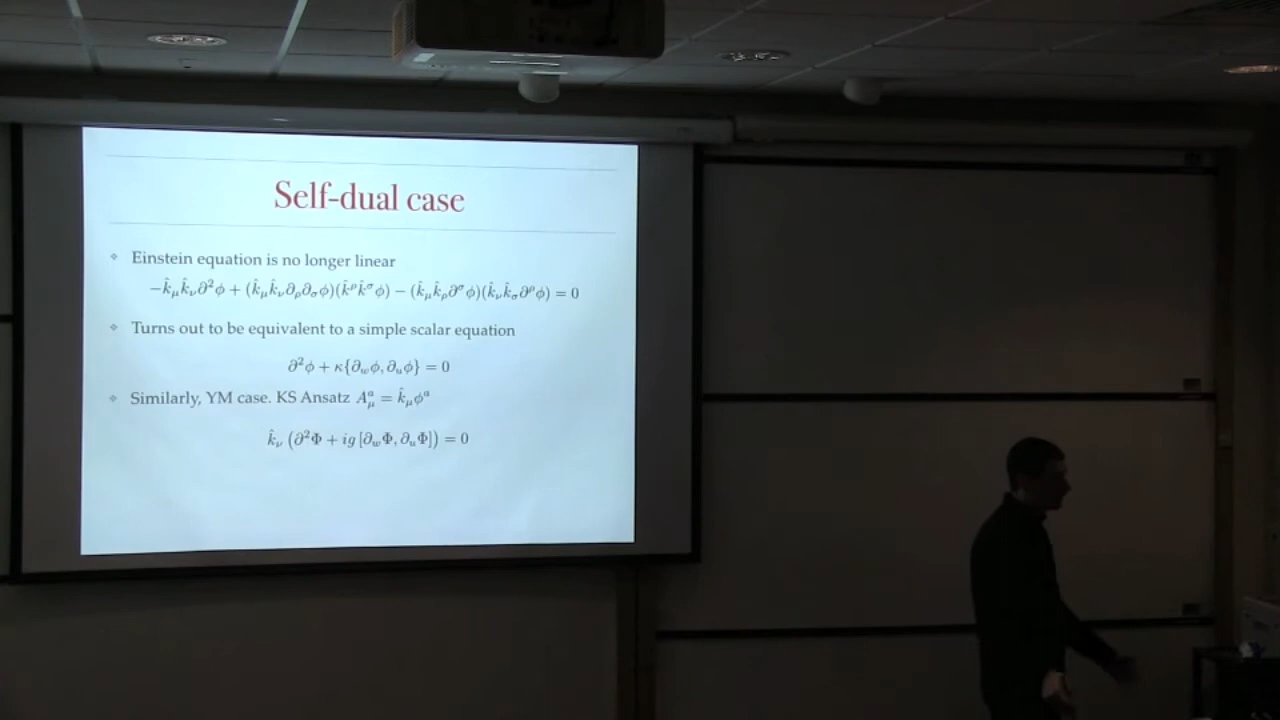 Self-dual case
Einstein equation is no longer linear
$-\hat{k}_\mu \hat{k}_\nu \partial^2 \phi + (\hat{k}_\mu \hat{k}_\nu \partial_\rho \partial_\sigma \phi)(\hat{k}^\rho \hat{k}^\sigma \phi) - (\hat{k}_\mu \hat{k}_\rho \partial^\sigma \phi)(\hat{k}_\nu \hat{k}_\sigma \partial^\rho \phi) = 0$
Turns out to be equivalent to a simple scalar equation
$\partial^2 \phi + \kappa \{\partial_w \phi, \partial_u \phi\} = 0$
Similarly, YM case. KS Ansatz $A^a_\mu = \hat{k}_\mu \phi^a$
$\hat{k}_\nu \left( \partial^2 \Phi + ig [\partial_w \Phi, \partial_u \Phi] \right) = 0$